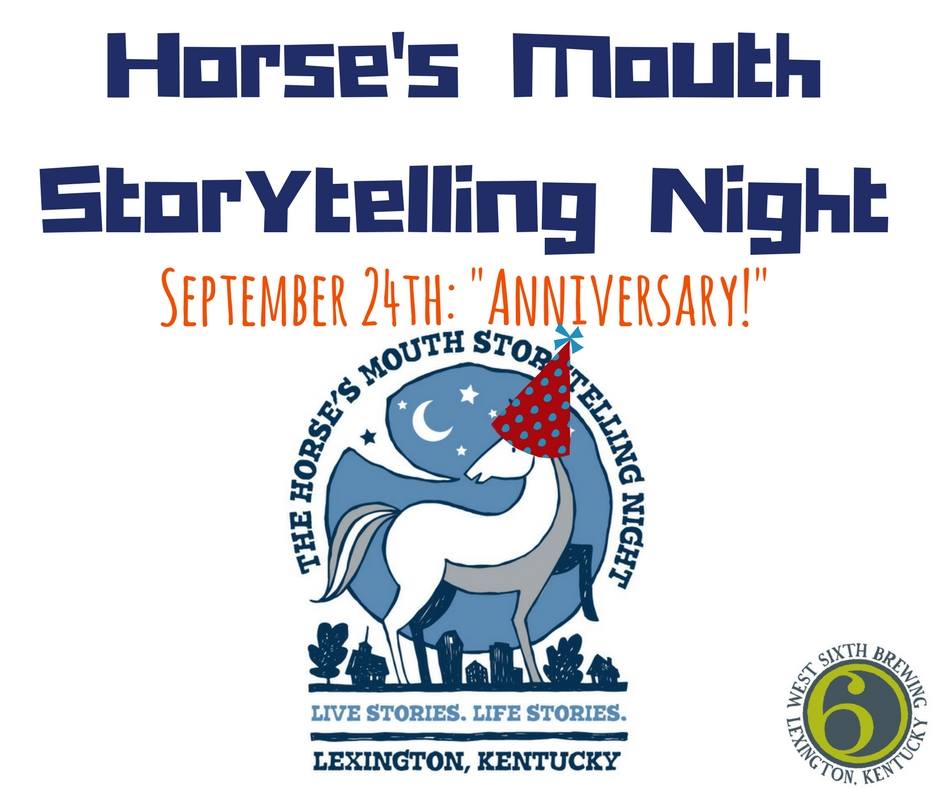 Horse's Mouth
StorYtelling Night
September 24th: "Anniversary!"
THE HORSE'S MOUTH STORYTELLING NIGHT
LIVE STORIES. LIFE STORIES.
LEXINGTON, KENTUCKY
WEST SIXTH BREWING
6
LEXINGTON, KENTUCKY